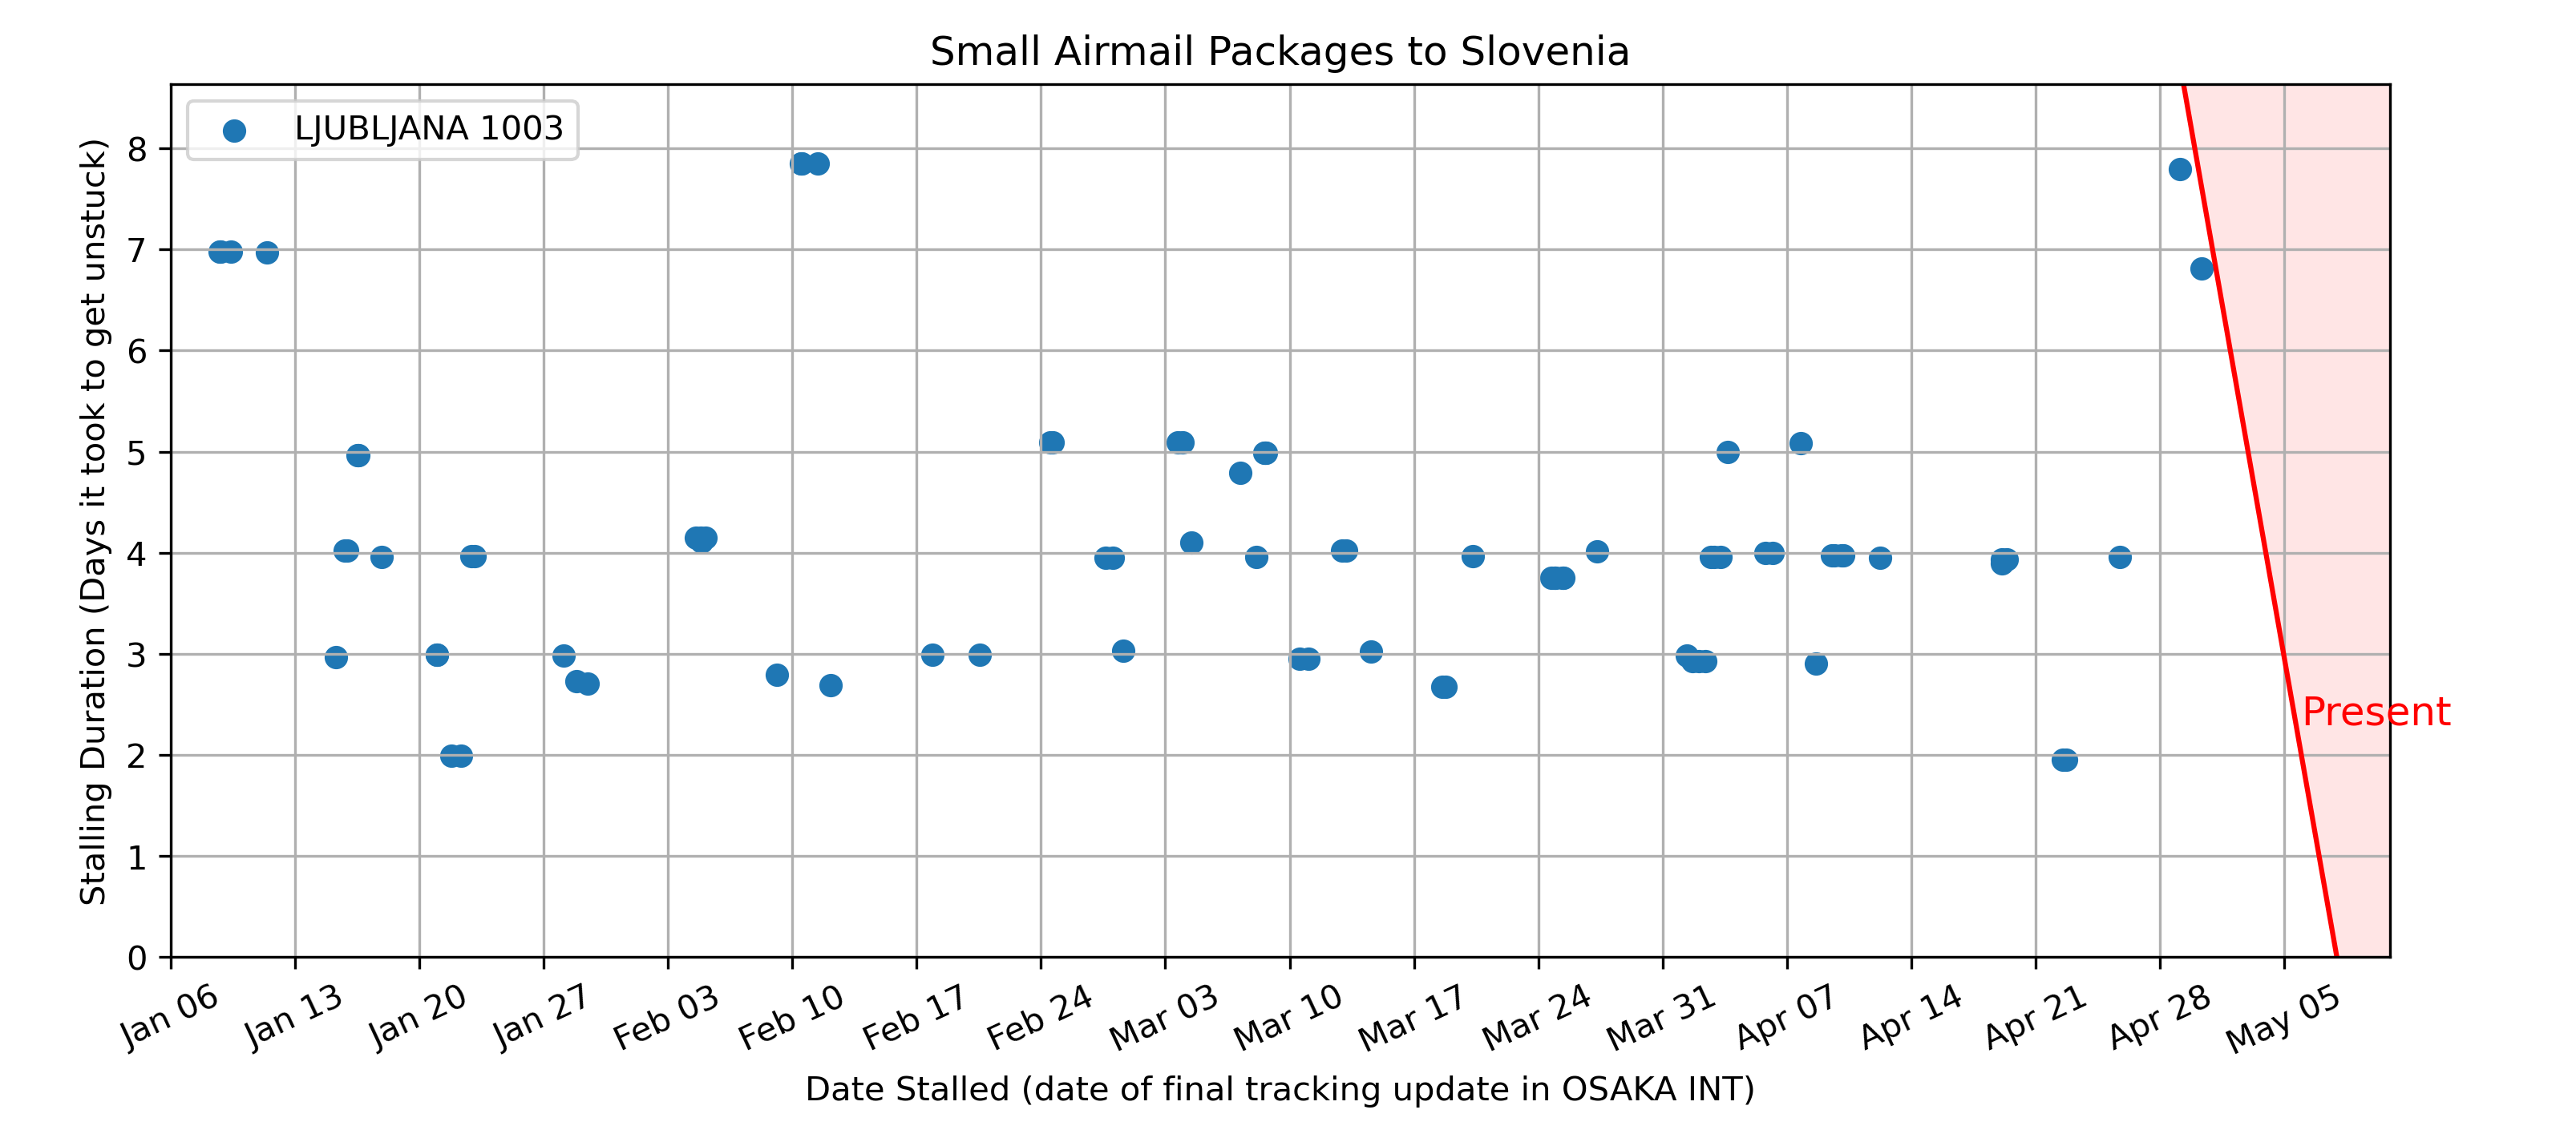 Small Airmail Packages to Slovenia
LJUBLJANA 1003
Stalling Duration (Days it took to get unstuck)
8
7
6
5
4
3
2
1
0
Present
Jan 06
Jan 13
Jan 20
Jan 27
Feb 03
Feb 10
Feb 17
Feb 24
Mar 03
Mar 10
Mar 17
Mar 24
Mar 31
Apr 07
Apr 14
Apr 21
Apr 28
May 05
Date Stalled (date of final tracking update in OSAKA INT)